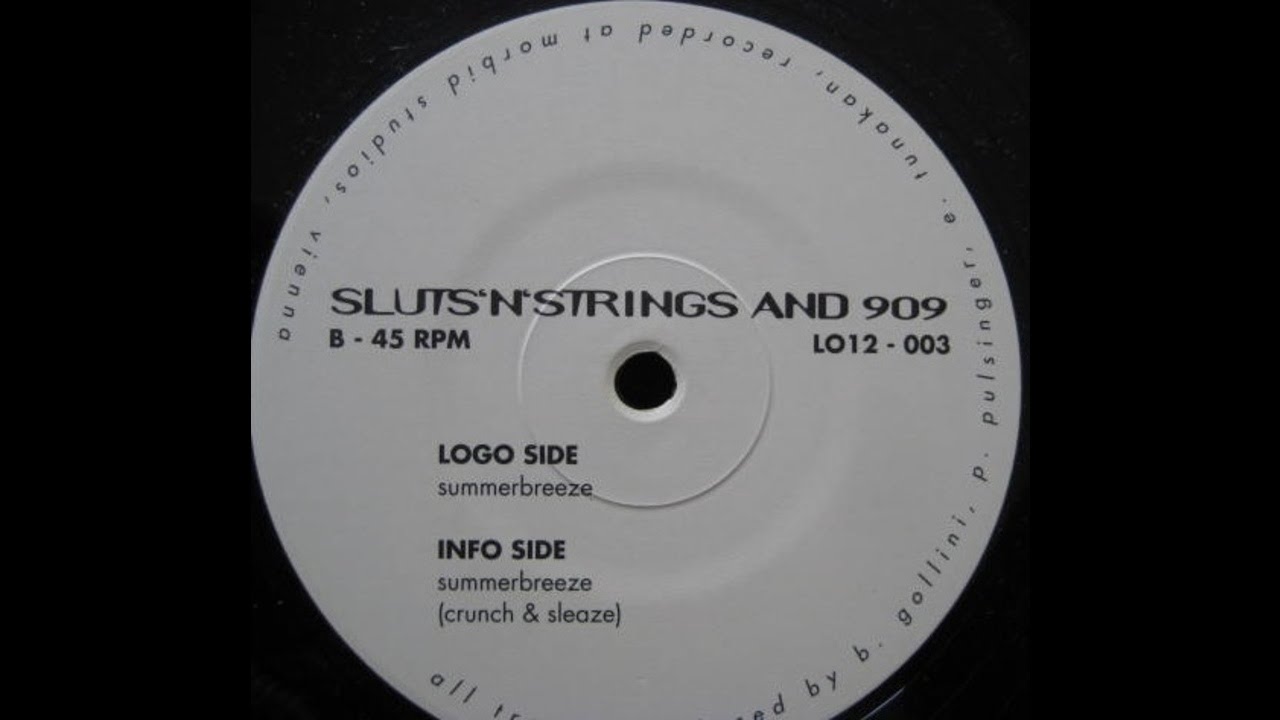 SLUTS‘N‘STRINGS AND 909
B - 45 RPM
LO12 - 003
LOGO SIDE
summerbreeze
INFO SIDE
summerbreeze
(crunch & sleaze)
all by b. gollini, p. pulsinger, e. tunakan, recorded at morbid studios, vienna